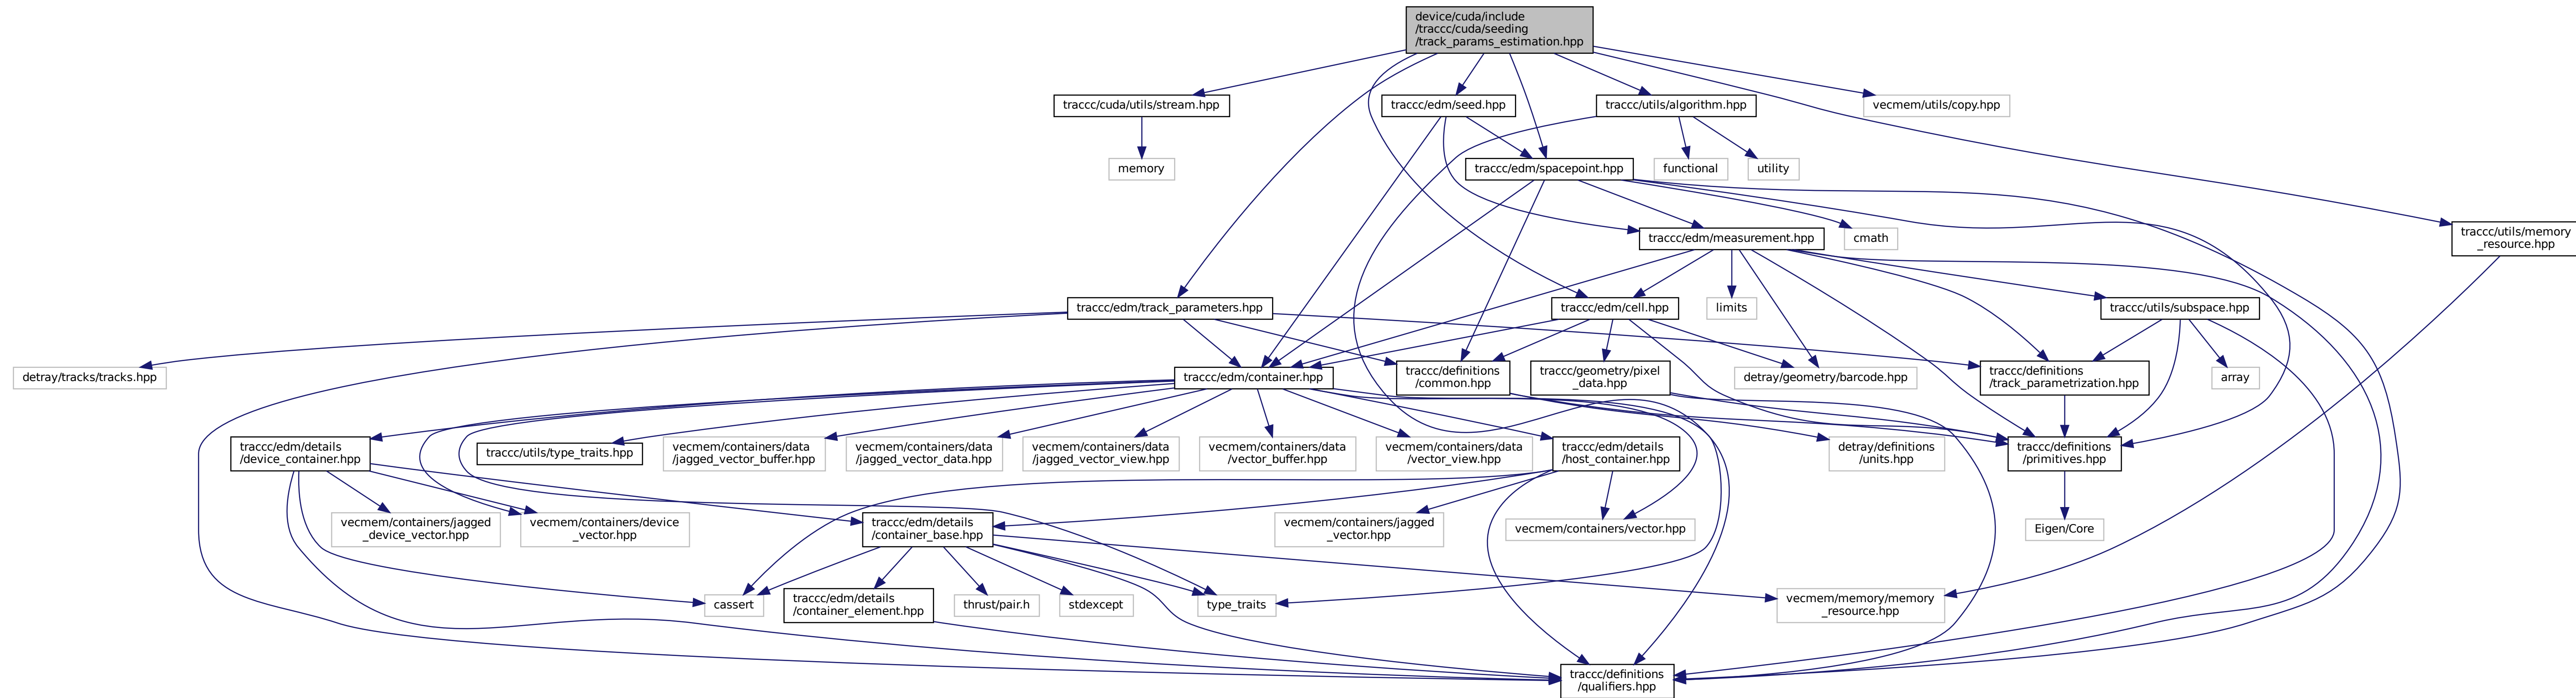 device/cuda/include
/traccc/cuda/seeding
/track_params_estimation.hpp
traccc/cuda/utils/stream.hpp
traccc/edm/seed.hpp
traccc/utils/algorithm.hpp
vecmem/utils/copy.hpp
memory
traccc/edm/spacepoint.hpp
functional
utility
traccc/edm/measurement.hpp
cmath
traccc/utils/memory
_resource.hpp
traccc/edm/track_parameters.hpp
traccc/edm/cell.hpp
limits
traccc/utils/subspace.hpp
detray/tracks/tracks.hpp
traccc/edm/container.hpp
traccc/definitions
/common.hpp
traccc/geometry/pixel
_data.hpp
detray/geometry/barcode.hpp
traccc/definitions
/track_parametrization.hpp
array
traccc/edm/details
/device_container.hpp
traccc/utils/type_traits.hpp
vecmem/containers/data
/jagged_vector_buffer.hpp
vecmem/containers/data
/jagged_vector_data.hpp
vecmem/containers/data
/jagged_vector_view.hpp
vecmem/containers/data
/vector_buffer.hpp
vecmem/containers/data
/vector_view.hpp
traccc/edm/details
/host_container.hpp
detray/definitions
/units.hpp
traccc/definitions
/primitives.hpp
vecmem/containers/jagged
_device_vector.hpp
vecmem/containers/device
_vector.hpp
traccc/edm/details
/container_base.hpp
vecmem/containers/jagged
_vector.hpp
vecmem/containers/vector.hpp
Eigen/Core
cassert
traccc/edm/details
/container_element.hpp
thrust/pair.h
stdexcept
type_traits
vecmem/memory/memory
_resource.hpp
traccc/definitions
/qualifiers.hpp